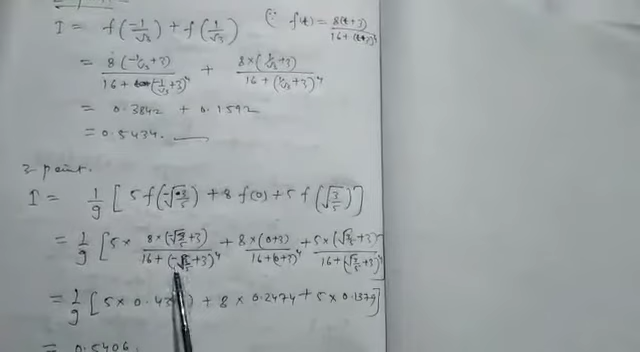 I = f(-1/√3) + f(1/√3) (∵ f(t) = 8(t+3) / 16+(t+3)^4
= 8(-1/√3+3) / 16+(-1/√3+3)^4 + 8×(1/√3+3) / 16+(1/√3+3)^4
= 0.3842 + 0.1592
= 0.5434.
3 point.
I = 1/9 [5f(-√3/5) + 8f(0) + 5f(√3/5)]
= 1/9 [5× 8×(-√3/5+3) / 16+(-√3/5+3)^4 + 8×(0+3) / 16+(0+3)^4 + 5×(√3/5+3) / 16+(√3/5+3)^4
= 1/9 [5×0.43 + 8×0.2474 + 5×0.1379]
= 0.5406.